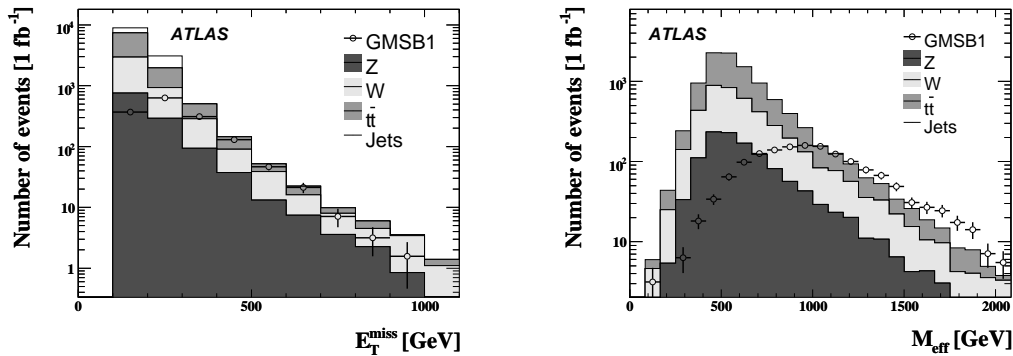 Number of events [1 fb⁻¹]
10⁴
10³
10²
10
1
ATLAS
GMSB1
Z
W
tt̄
Jets
0 500 1000
E_T^miss [GeV]
Number of events [1 fb⁻¹]
10³
10²
10
ATLAS
GMSB1
Z
W
tt̄
Jets
0 500 1000 1500 2000
M_eff [GeV]